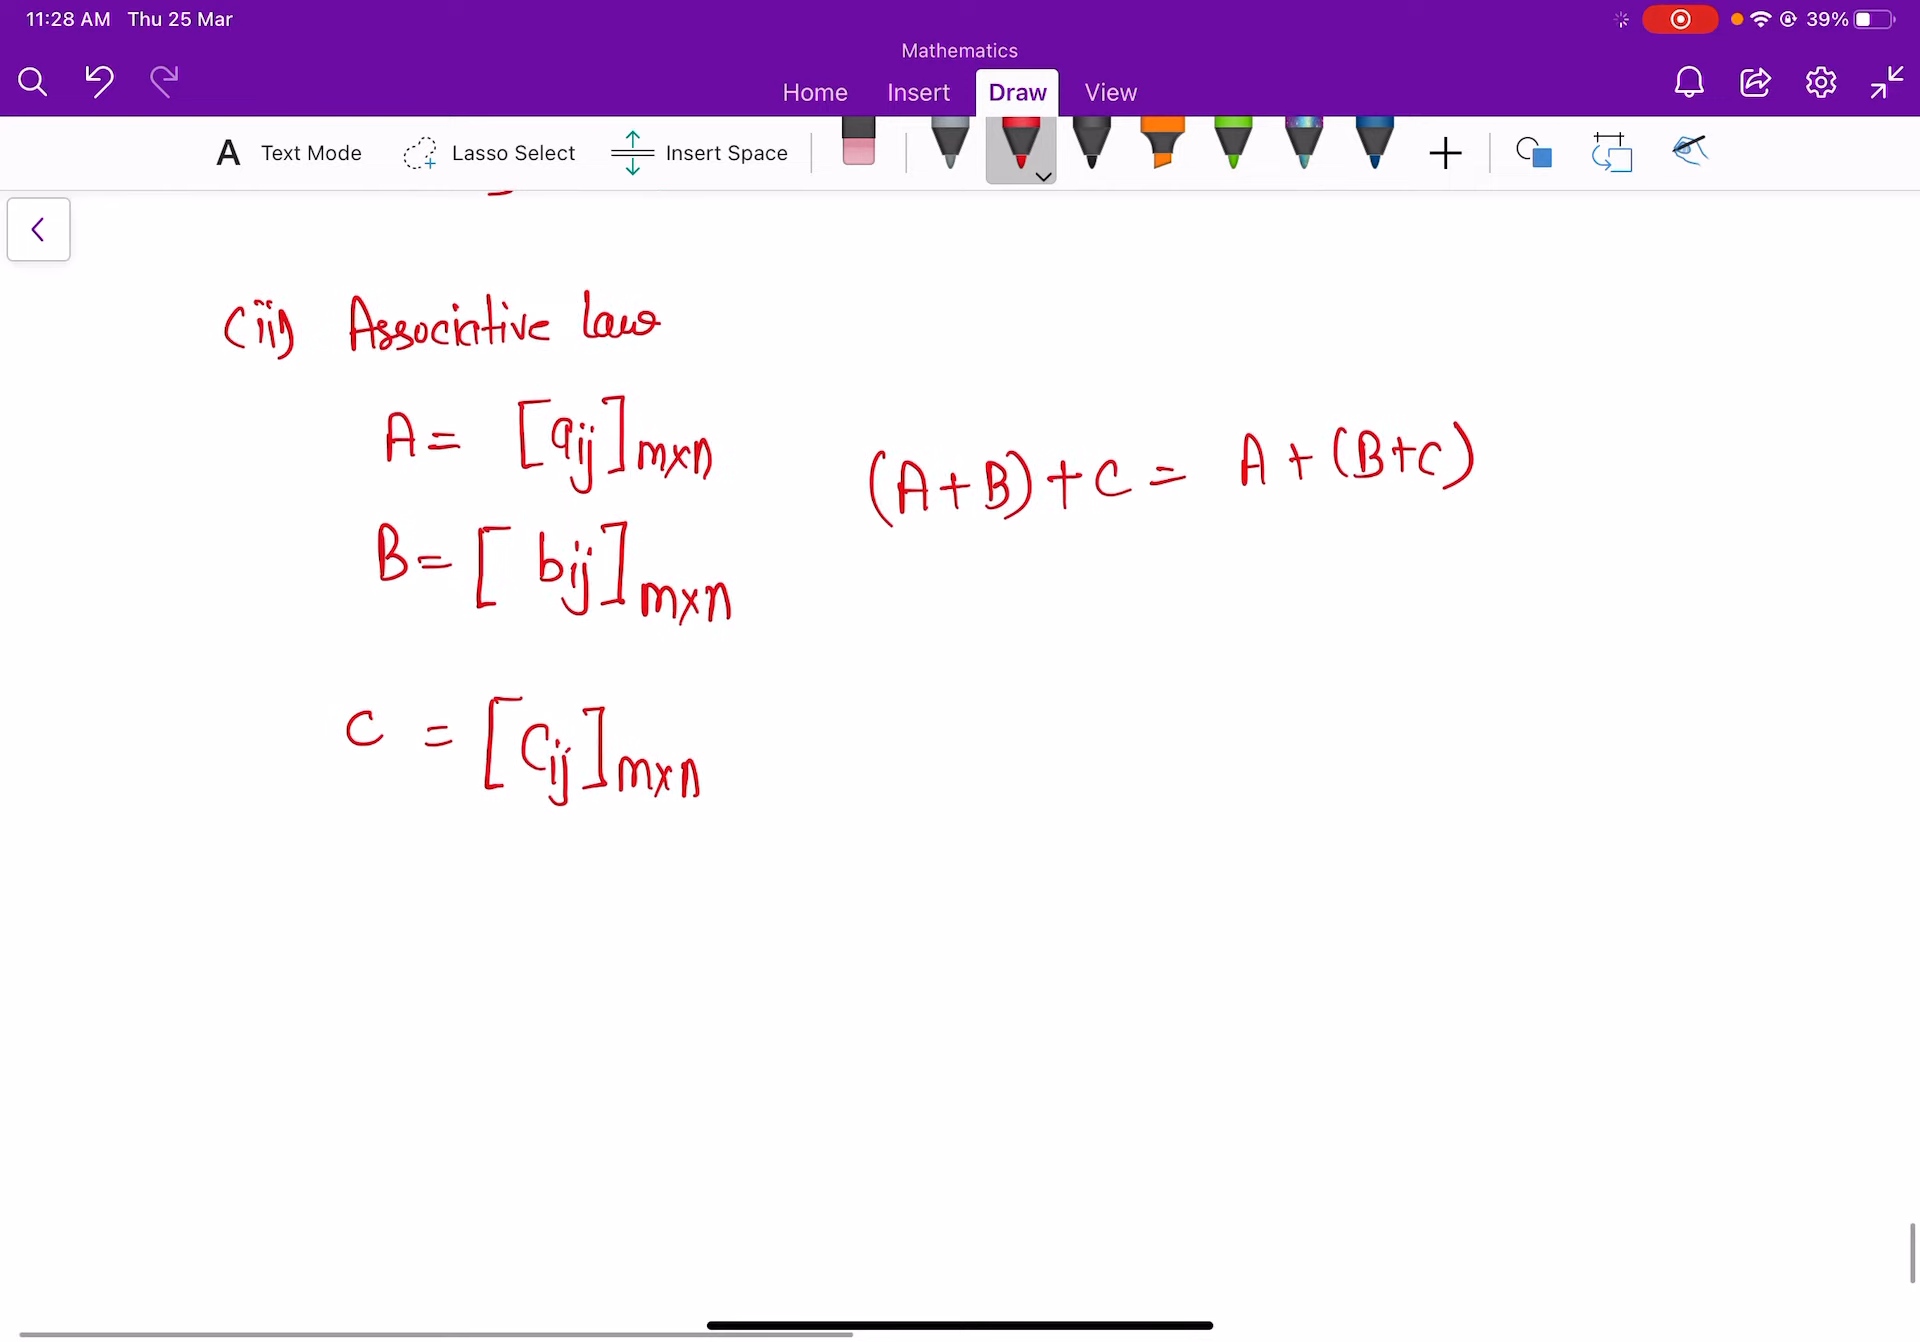 11:28 AM Thu 25 Mar
39%
Mathematics
Home Insert Draw View
A Text Mode Lasso Select Insert Space
(ii) Associative law
A = [aij]m×n
(A+B)+C = A+(B+C)
B = [bij]m×n
C = [Cij]m×n